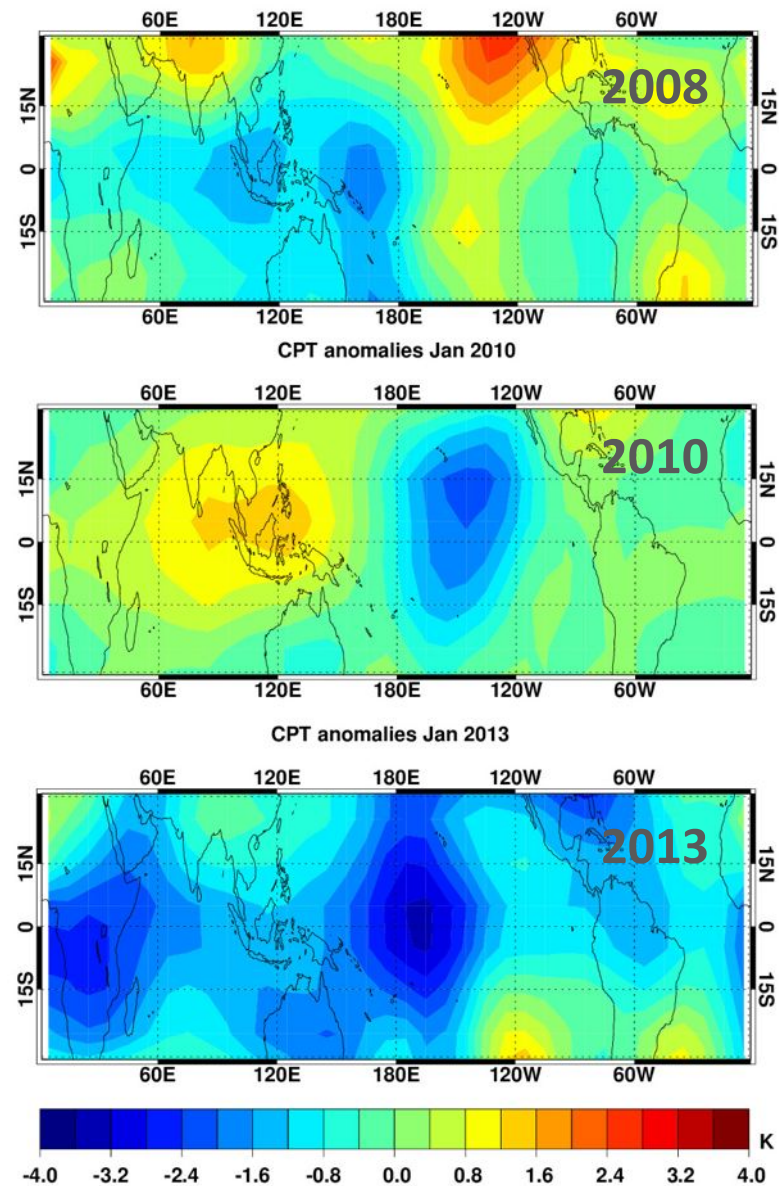 60E 120E 180E 120W 60W
2008
15N 15N
0 0
15S 15S
60E 120E 180E 120W 60W
CPT anomalies Jan 2010
60E 120E 180E 120W 60W
2010
15N 15N
0 0
15S 15S
60E 120E 180E 120W 60W
CPT anomalies Jan 2013
60E 120E 180E 120W 60W
2013
15N 15N
0 0
15S 15S
60E 120E 180E 120W 60W
K
-4.0 -3.2 -2.4 -1.6 -0.8 0.0 0.8 1.6 2.4 3.2 4.0